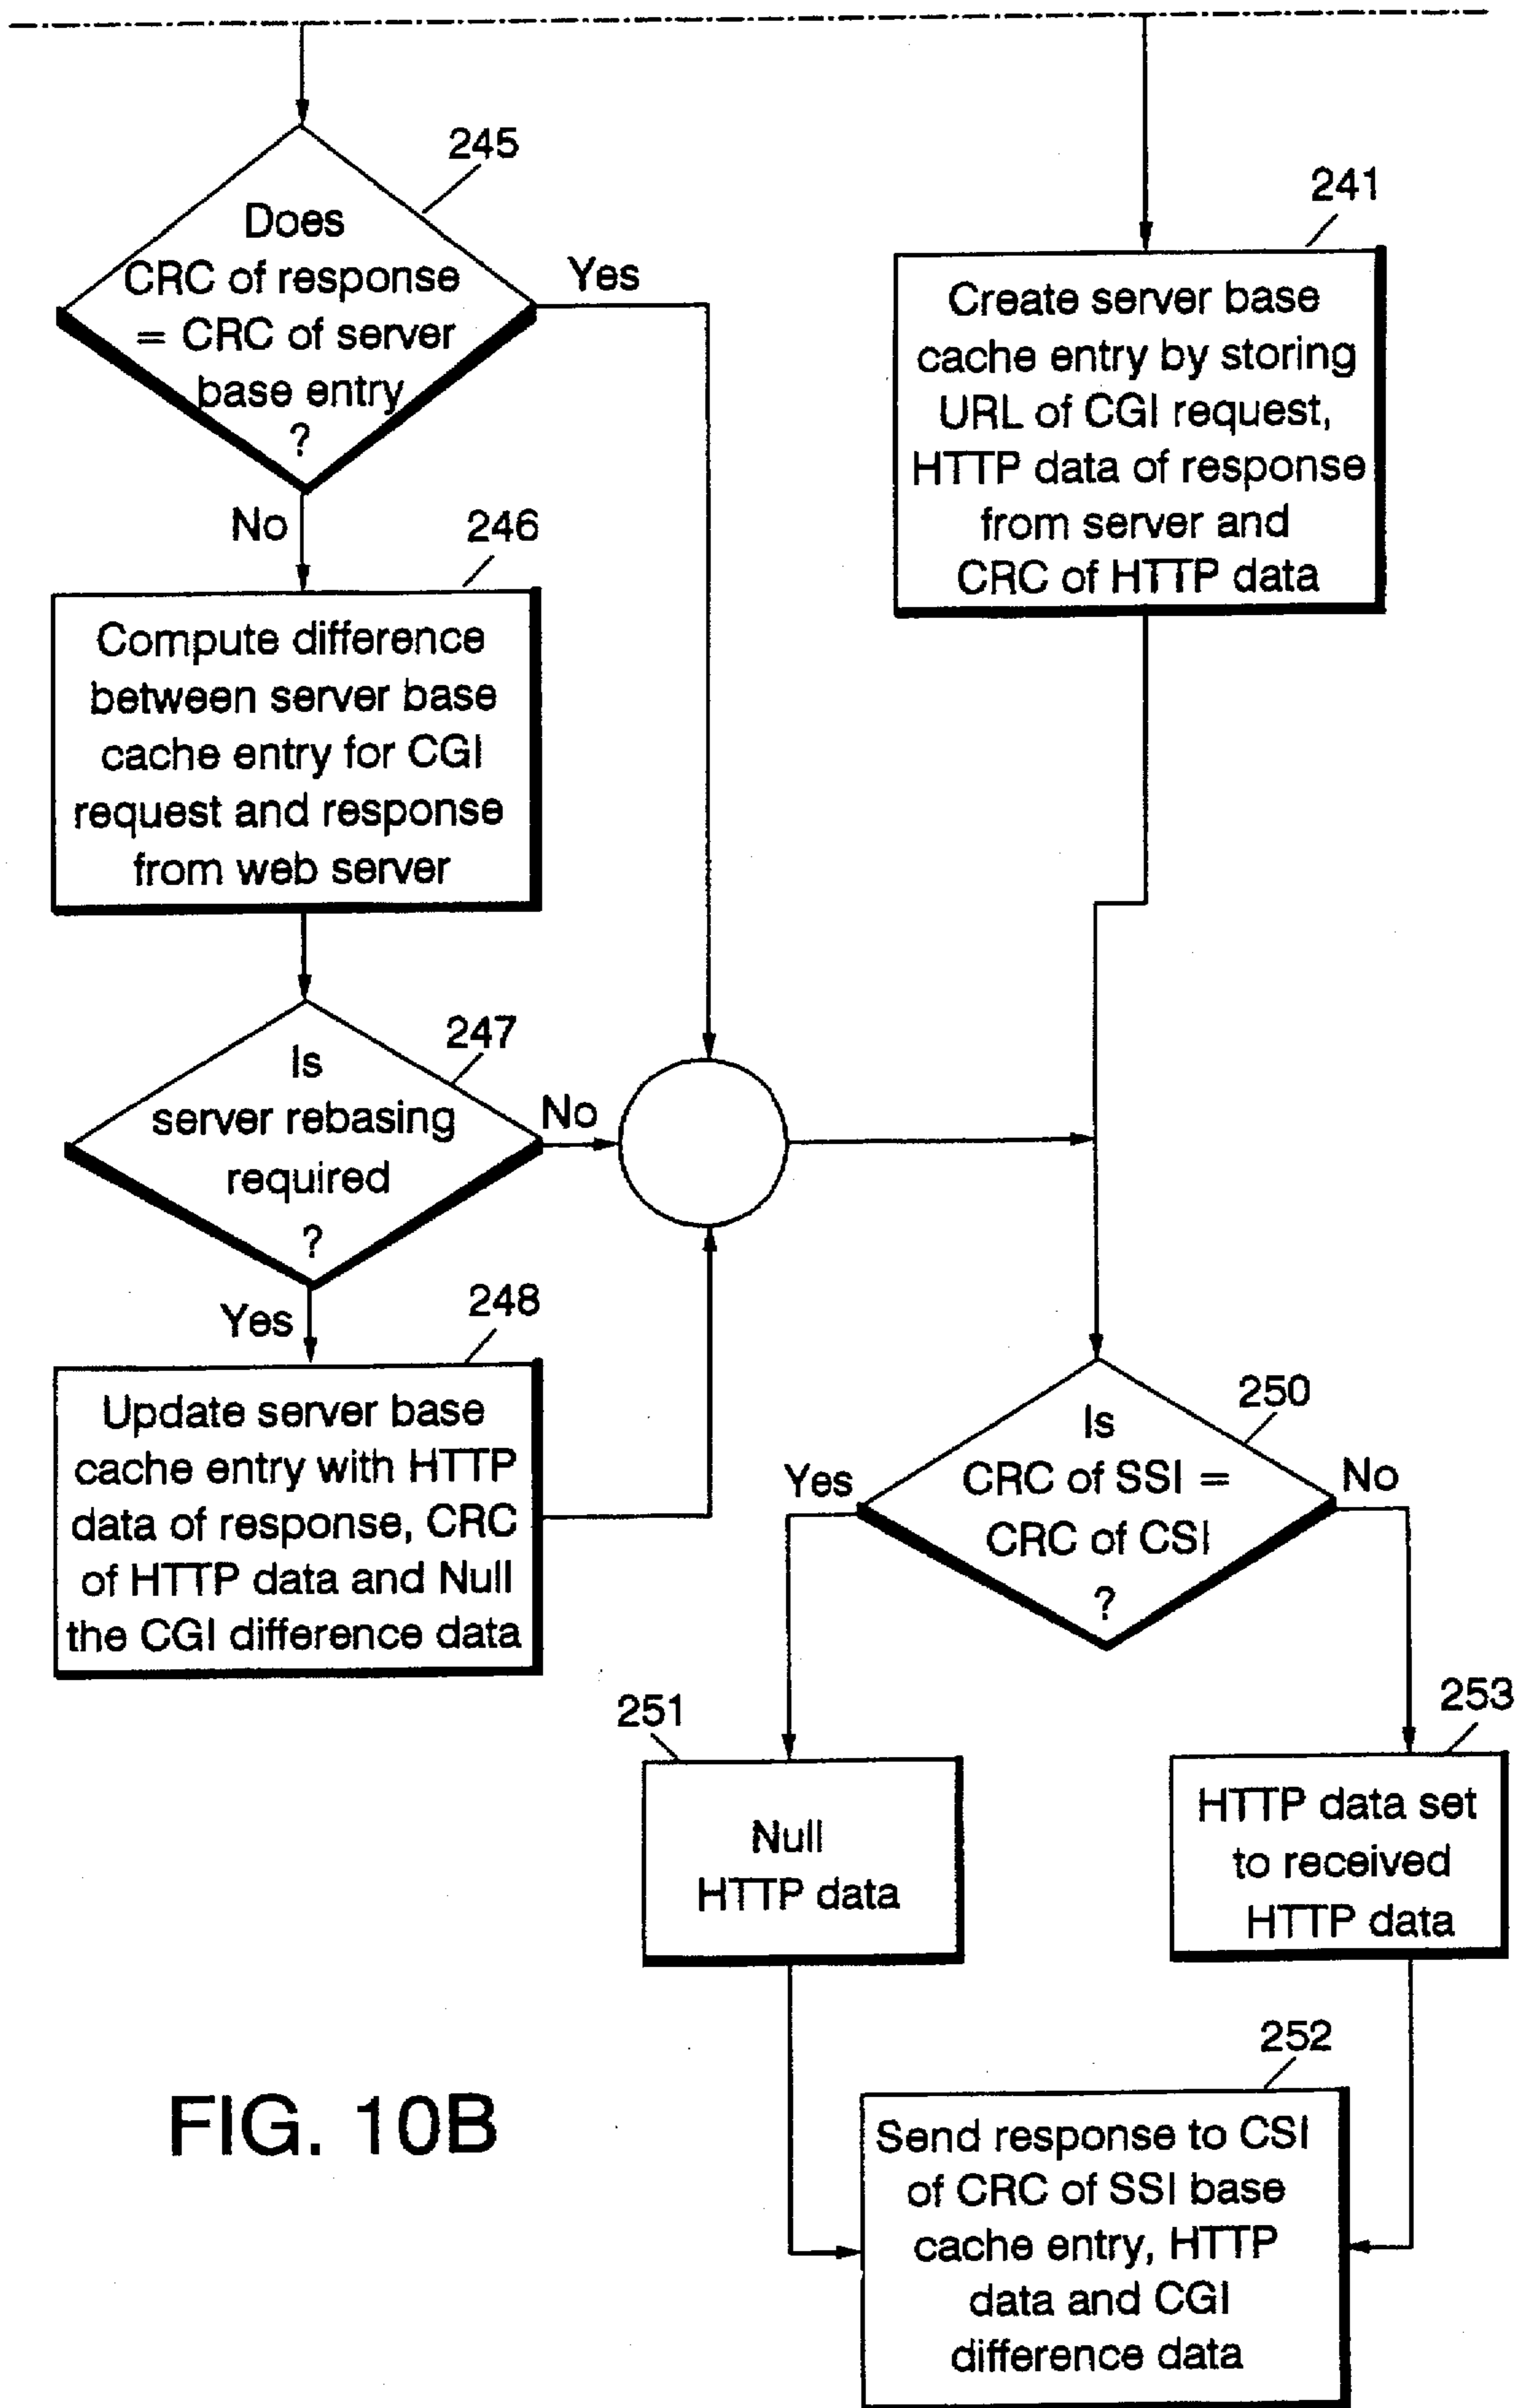 245
Does
CRC of response
= CRC of server
base entry
?
Yes
No
241
Create server base
cache entry by storing
URL of CGI request,
HTTP data of response
from server and
CRC of HTTP data
246
Compute difference
between server base
cache entry for CGI
request and response
from web server
247
Is
server rebasing
required
?
No
Yes
248
Update server base
cache entry with HTTP
data of response, CRC
of HTTP data and Null
the CGI difference data
250
Is
CRC of SSI =
CRC of CSI
?
Yes
No
251
Null
HTTP data
253
HTTP data set
to received
HTTP data
252
Send response to CSI
of CRC of SSI base
cache entry, HTTP
data and CGI
difference data
FIG. 10B